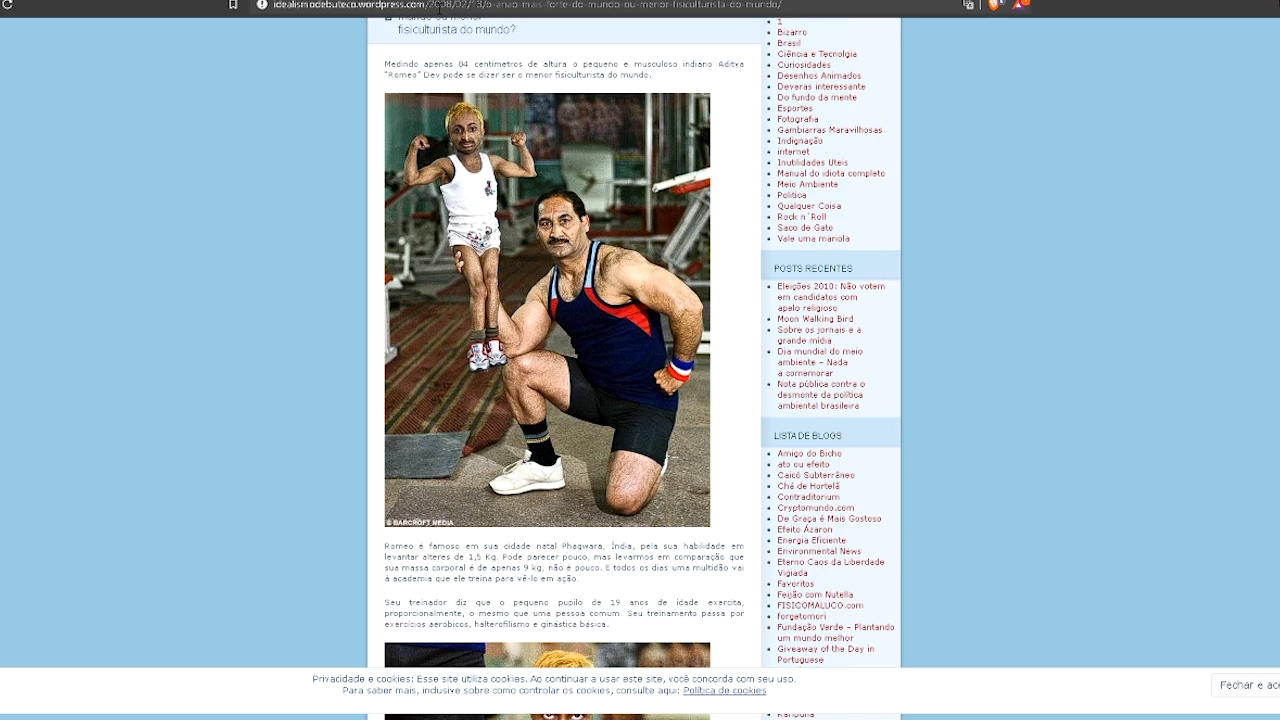 idealismodebuteco.wordpress.com/2008/02/13/o-anao-mais-forte-do-mundo-ou-menor-fisiculturista-do-mundo/
mundo ou menor
fisiculturista do mundo?
Medindo apenas 84 centímetros de altura o pequeno e musculoso indiano Aditya
“Romeo” Dev pode se dizer ser o menor fisiculturista do mundo.
© BARCROFT MEDIA
Romeo é famoso em sua cidade natal Phagwara, Índia, pela sua habilidade em
levantar alteres de 1,5 Kg. Pode parecer pouco, mas levarmos em comparação que
sua massa corporal é de apenas 9 kg, não é pouco. E todos os dias uma multidão vai
à academia que ele treina para vê-lo em ação.
Seu treinador diz que o pequeno pupilo de 19 anos de idade exercita,
proporcionalmente, o mesmo que uma pessoa comum. Seu treinamento passa por
exercícios aeróbicos, halterofilismo e ginástica básica.
1
Bizarro
Brasil
Ciência e Tecnolgia
Curiosidades
Desenhos Animados
Deveras interessante
Do fundo da mente
Esportes
Fotografia
Gambiarras Maravilhosas
Indignação
internet
Inutilidades Uteis
Manual do idiota completo
Meio Ambiente
Politica
Qualquer Coisa
Rock n´Roll
Saco de Gato
Vale uma mariola
POSTS RECENTES
Eleições 2010: Não votem
em candidatos com
apelo religioso
Moon Walking Bird
Sobre os jornais e a
grande mídia
Dia mundial do meio
ambiente – Nada
a comemorar
Nota pública contra o
desmonte da política
ambiental brasileira
LISTA DE BLOGS
Amigo do Bicho
ato ou efeito
Caicó Subterrâneo
Chá de Hortelã
Contraditorium
Cryptomundo.com
De Graça é Mais Gostoso
Efeito Ázaron
Energia Eficiente
Environmental News
Eterno Caos da Liberdade
Vigiada
Favoritos
Feijão com Nutella
FISICOMALUCO.com
forgetomori
Fundação Verde – Plantando
um mundo melhor
Giveaway of the Day in
Portuguese
Karipuna
Privacidade e cookies: Esse site utiliza cookies. Ao continuar a usar este site, você concorda com seu uso.
Para saber mais, inclusive sobre como controlar os cookies, consulte aqui: Política de cookies
Fechar e ace